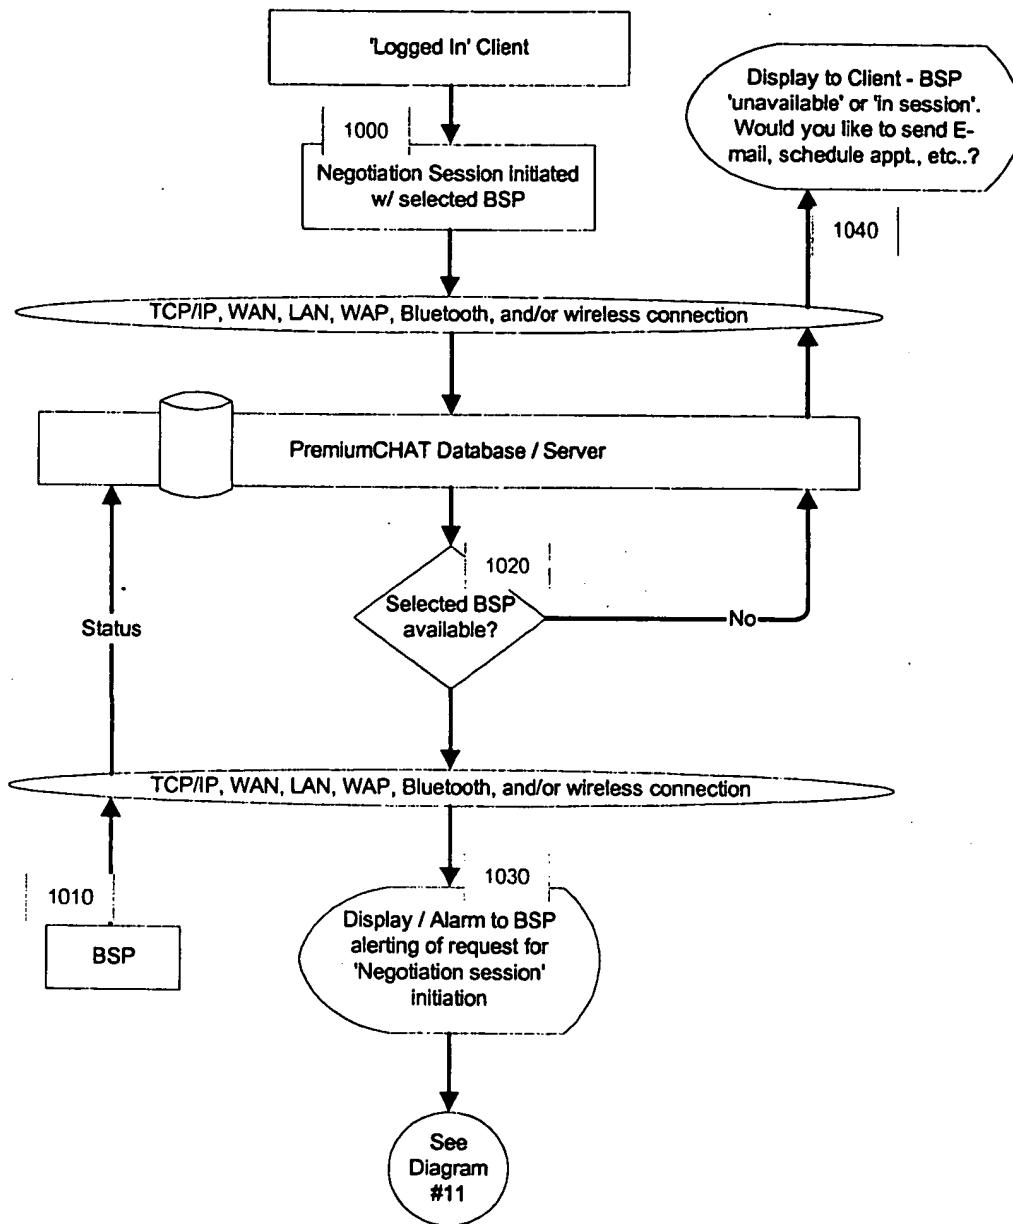 'Logged In' Client
1000
Negotiation Session initiated
w/ selected BSP
Display to Client - BSP
'unavailable' or 'in session'.
Would you like to send E-
mail, schedule appt., etc..?
1040
TCP/IP, WAN, LAN, WAP, Bluetooth, and/or wireless connection
PremiumCHAT Database / Server
1020
Selected BSP
available?
No
Status
TCP/IP, WAN, LAN, WAP, Bluetooth, and/or wireless connection
1010
BSP
1030
Display / Alarm to BSP
alerting of request for
'Negotiation session'
initiation
See
Diagram
#11